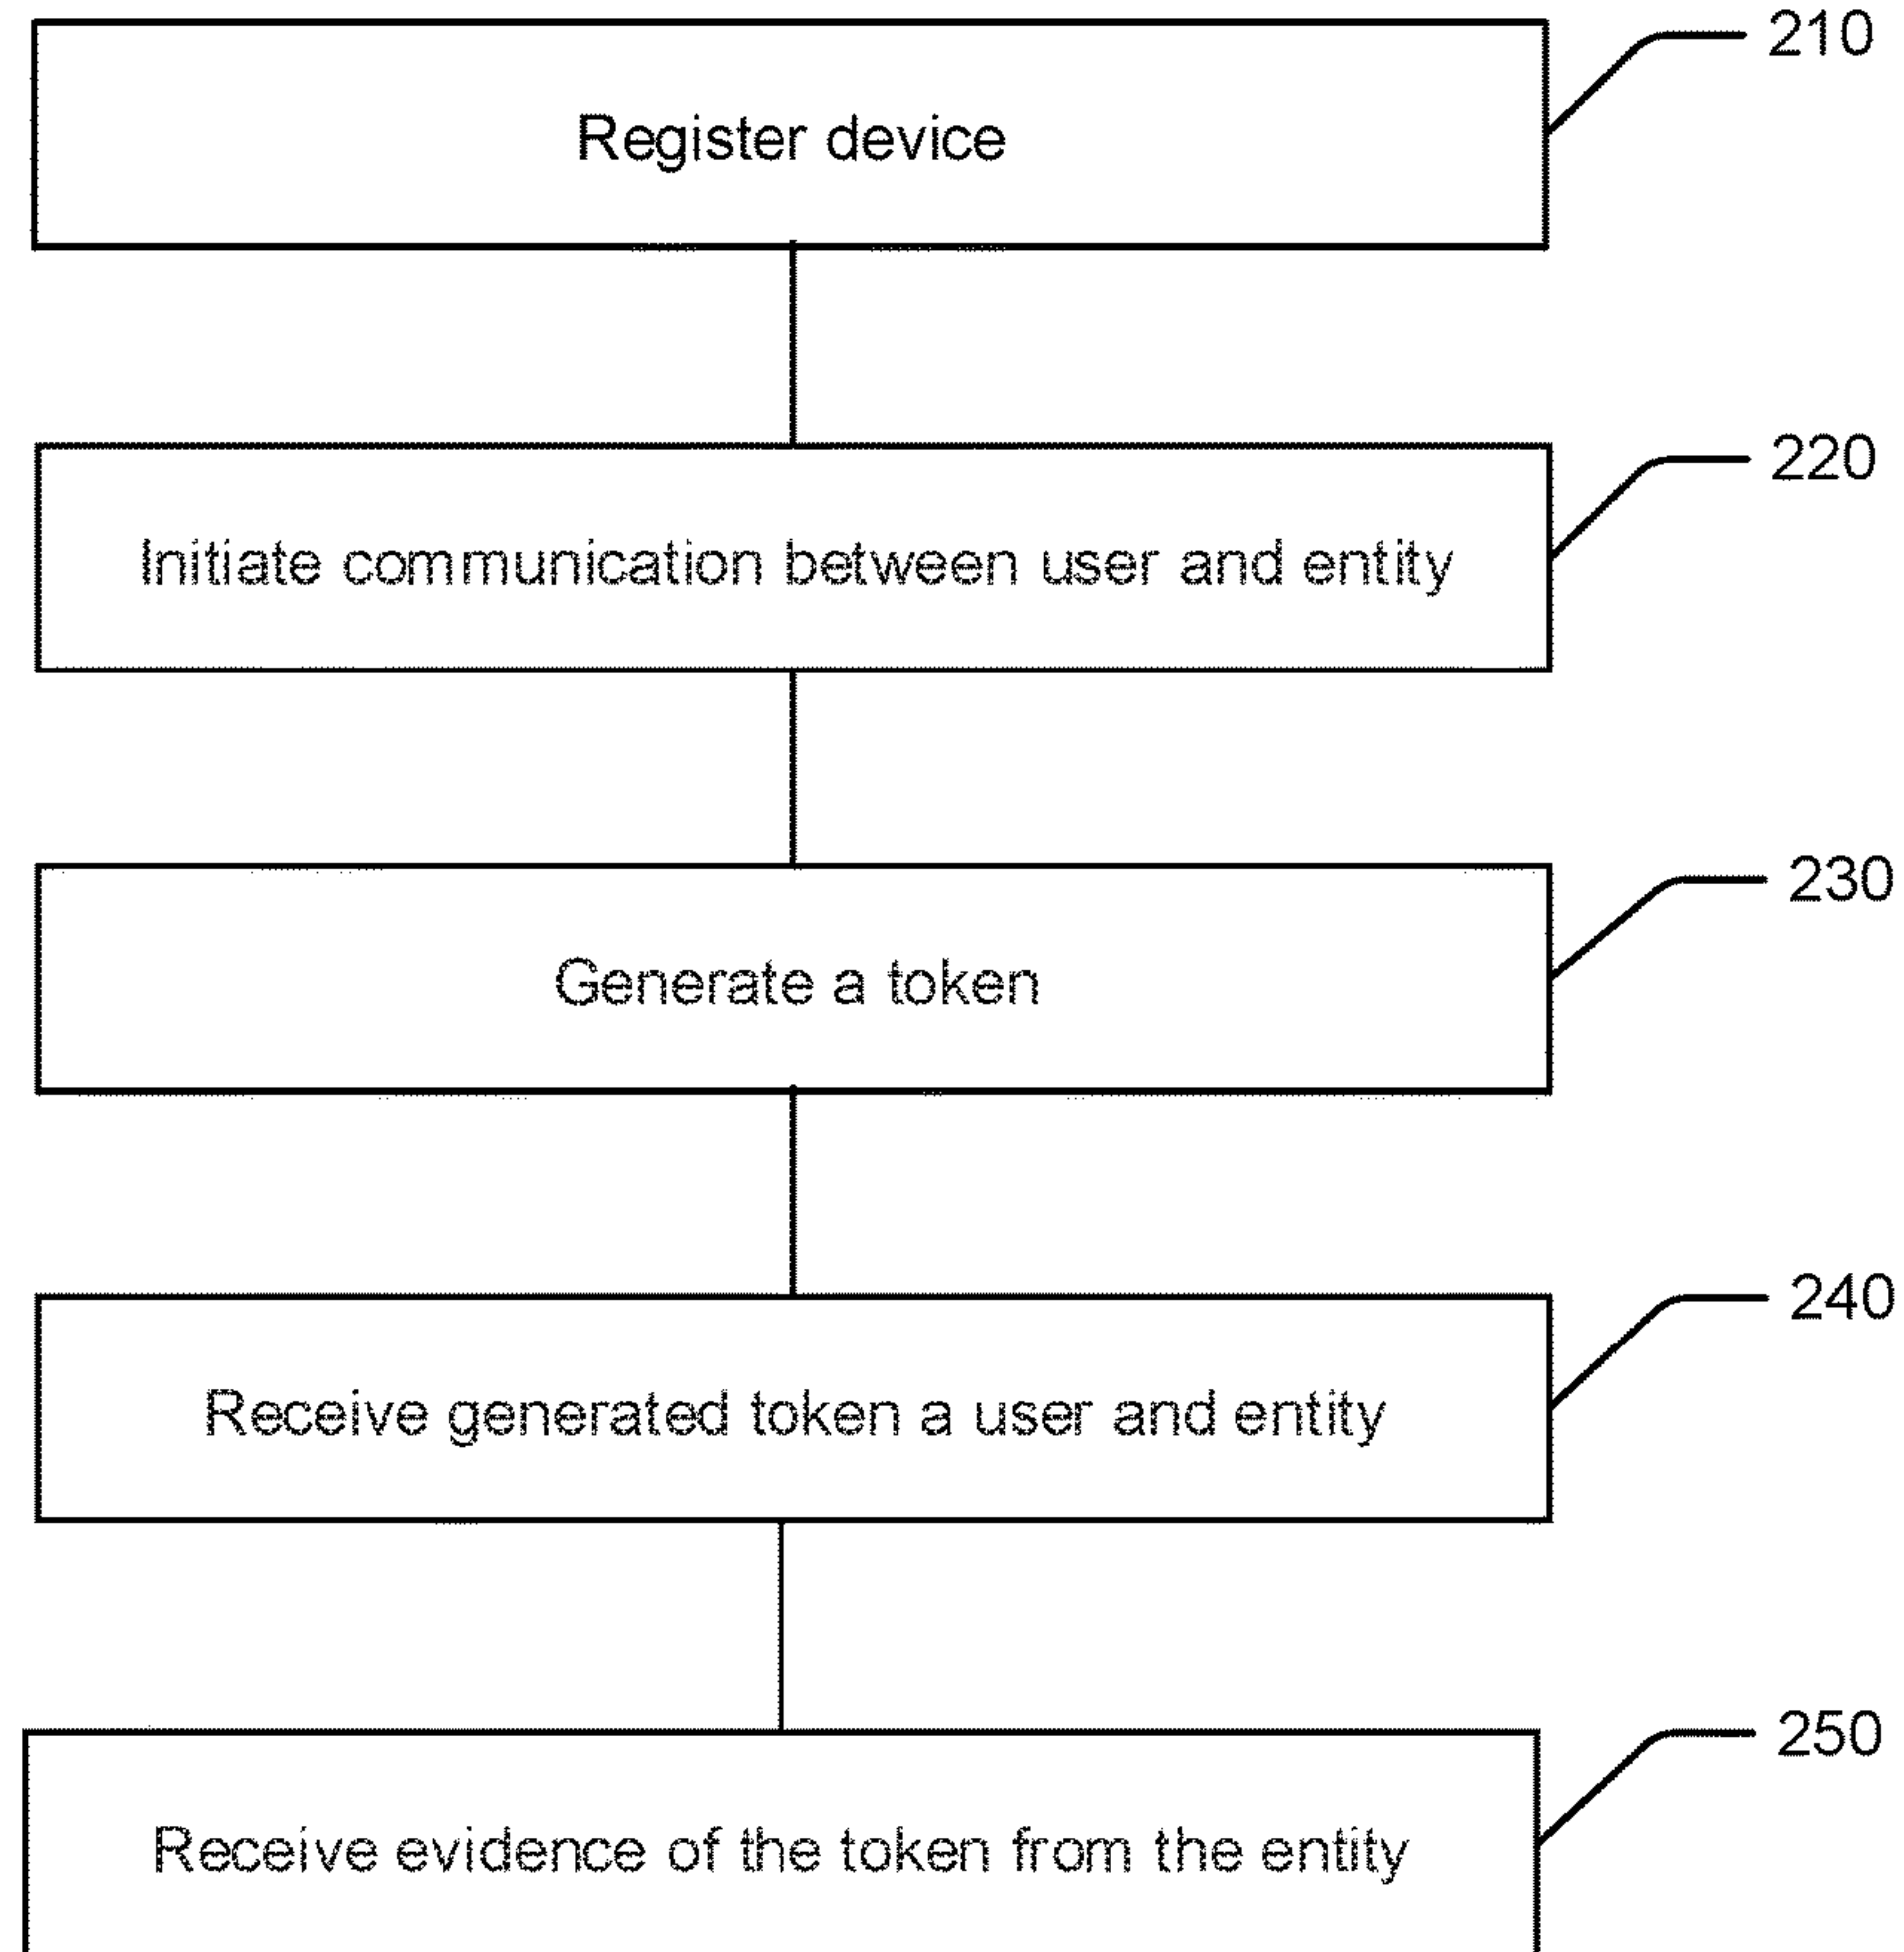 210
Register device
220
Initiate communication between user and entity
230
Generate a token
240
Receive generated token a user and entity
250
Receive evidence of the token from the entity